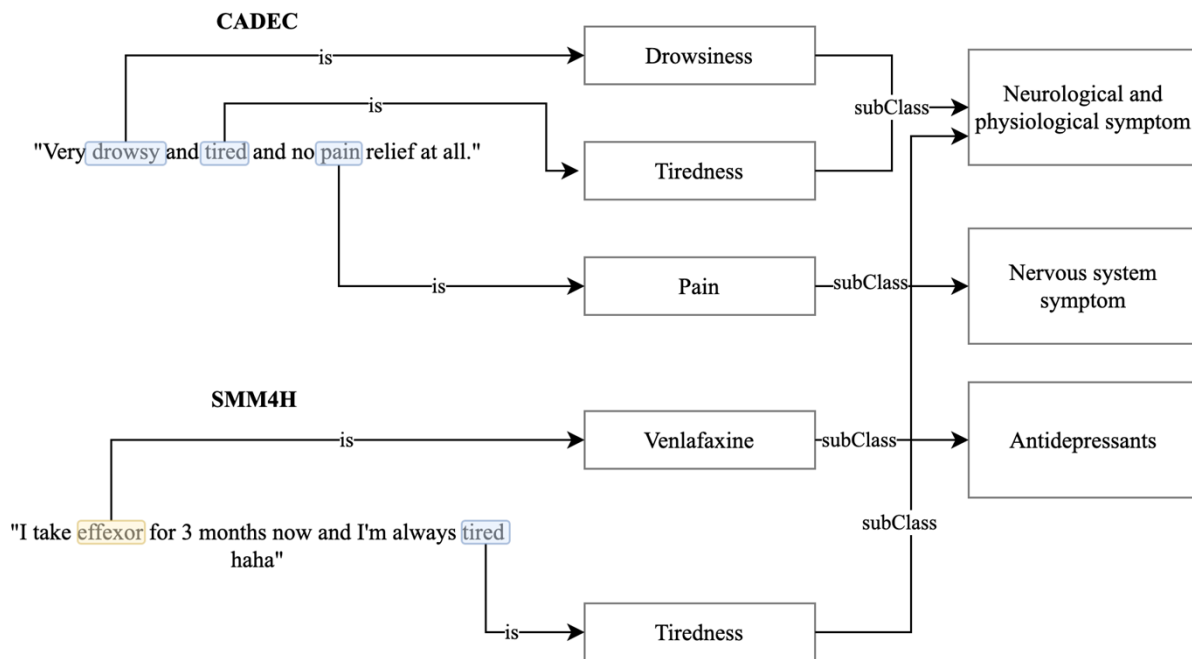 CADEC
is
Drowsiness
is
subClass
Neurological and
physiological symptom
"Very drowsy and tired and no pain relief at all."
Tiredness
is
Pain
subClass
Nervous system
symptom
SMM4H
is
Venlafaxine
subClass
Antidepressants
"I take effexor for 3 months now and I'm always tired
haha"
subClass
is
Tiredness